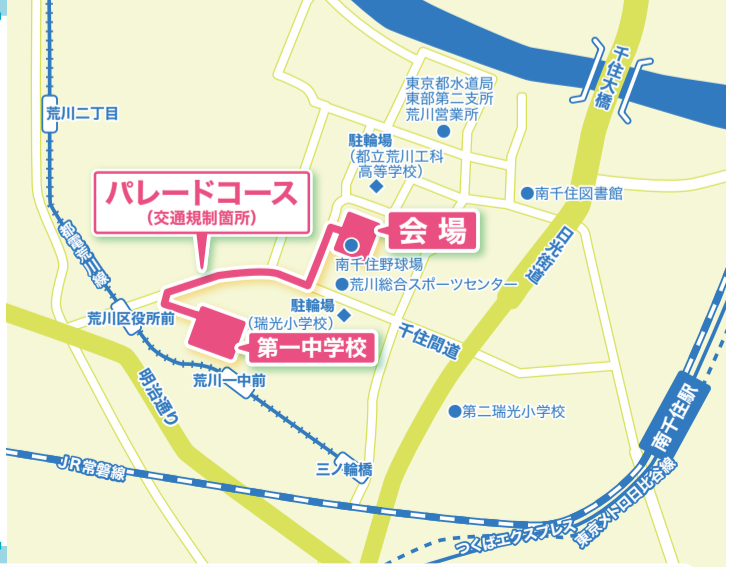 千住大橋
東京都水道局
東部第二支所
荒川営業所
荒川二丁目
駐輪場
(都立荒川工科
高等学校)
パレードコース
(交通規制箇所)
南千住図書館
会場
都電荒川線
日光街道
南千住野球場
荒川総合スポーツセンター
駐輪場
(瑞光小学校)
荒川区役所前
千住間道
第一中学校
荒川一中前
明治通り
南千住駅
第二瑞光小学校
三ノ輪橋
JR常磐線
つくばエクスプレス
東京メトロ日比谷線